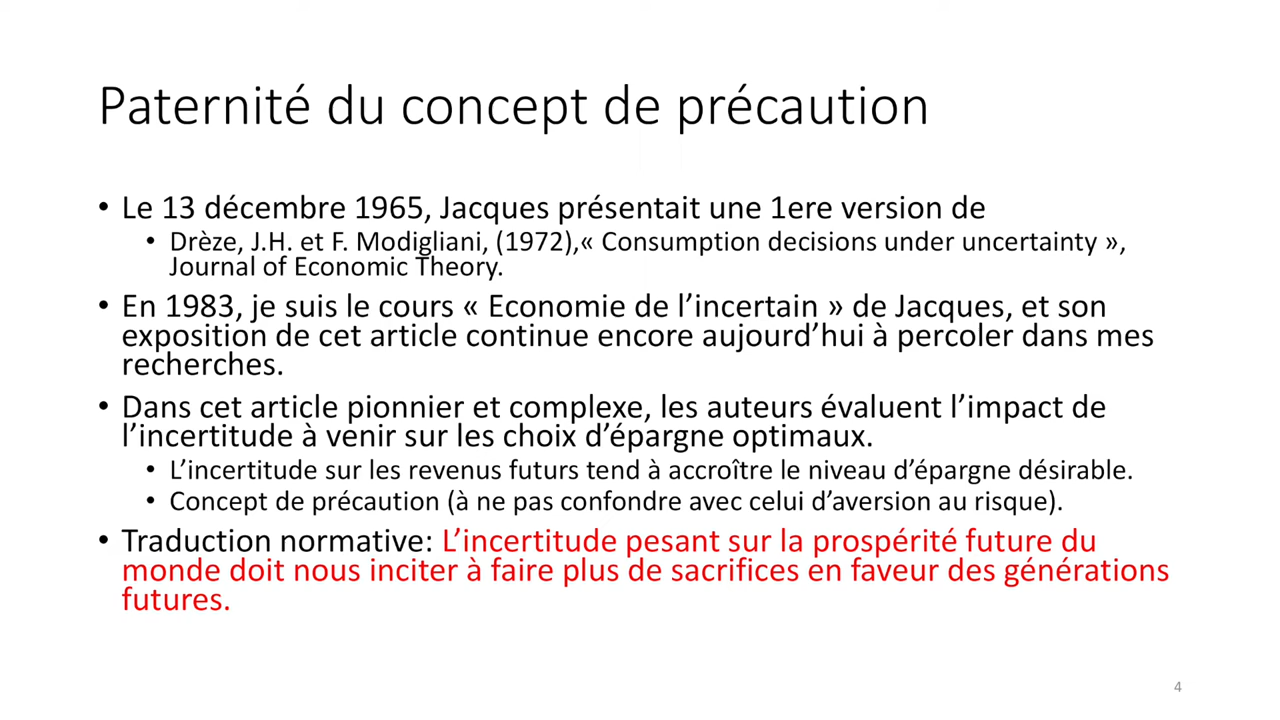 Paternité du concept de précaution
• Le 13 décembre 1965, Jacques présentait une 1ere version de
• Drèze, J.H. et F. Modigliani, (1972),« Consumption decisions under uncertainty »,
Journal of Economic Theory.
• En 1983, je suis le cours « Economie de l’incertain » de Jacques, et son
exposition de cet article continue encore aujourd’hui à percoler dans mes
recherches.
• Dans cet article pionnier et complexe, les auteurs évaluent l’impact de
l’incertitude à venir sur les choix d’épargne optimaux.
• L’incertitude sur les revenus futurs tend à accroître le niveau d’épargne désirable.
• Concept de précaution (à ne pas confondre avec celui d’aversion au risque).
• Traduction normative: L’incertitude pesant sur la prospérité future du
monde doit nous inciter à faire plus de sacrifices en faveur des générations
futures.
4